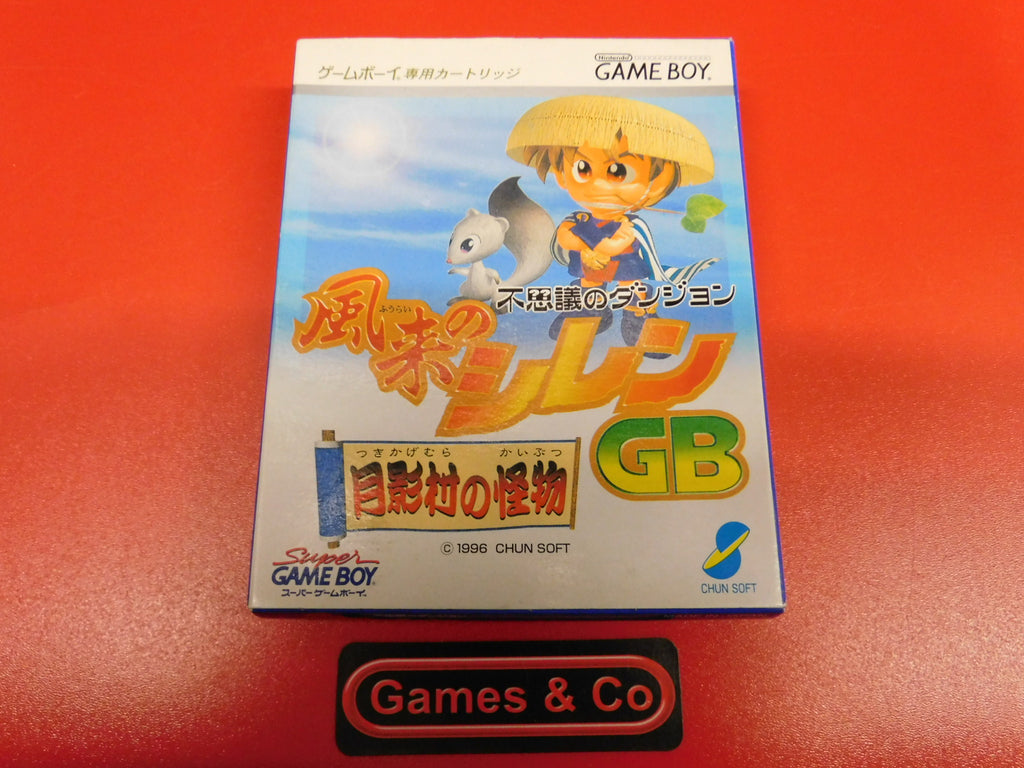 ゲームボーイ®専用カートリッジ
Nintendo
GAME BOY®
不思議のダンジョン
ふうらい
風来のシレン
GB
つきかげむら かいぶつ
月影村の怪物
© 1996 CHUN SOFT
Super
GAME BOY
スーパーゲームボーイ®
CHUN SOFT
Games & Co